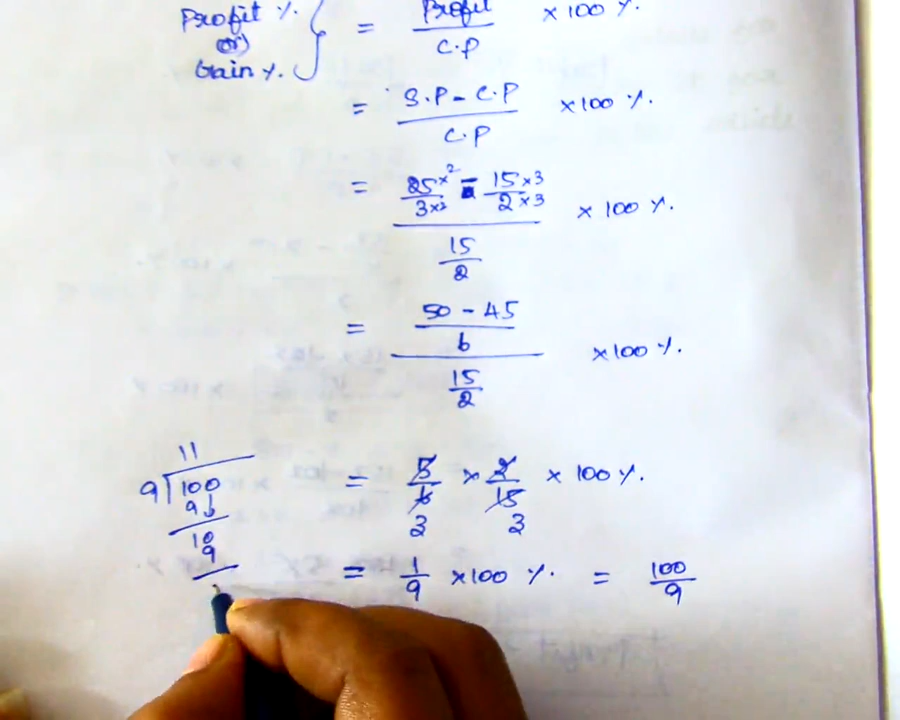 Profit %. (or) Gain %. } = Profit/C.P × 100 %.
= S.P - C.P/C.P × 100 %.
= 25×2/3×2 - 15×3/2×3 / 15/2 × 100 %.
= 50 - 45/6 / 15/2 × 100 %.
= 5/6 3 × 2/15 3 × 100 %.
= 1/9 × 100 %. = 100/9
11
9 ) 100
9↓
10
9